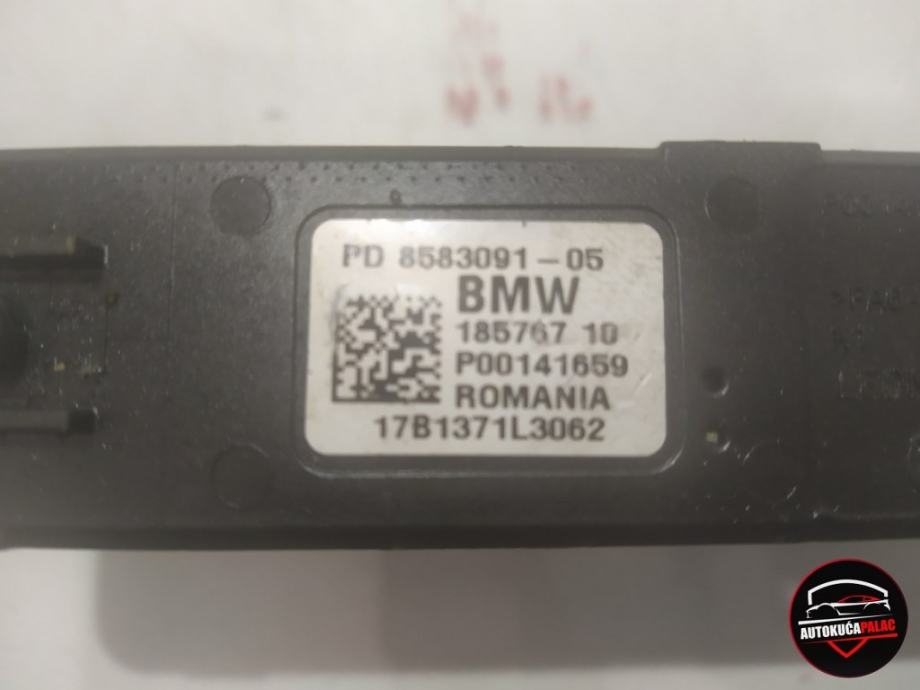 PD 8583091-05
BMW
185767 10
P00141659
ROMANIA
17B1371L3062
AUTOKUĆAPALAC